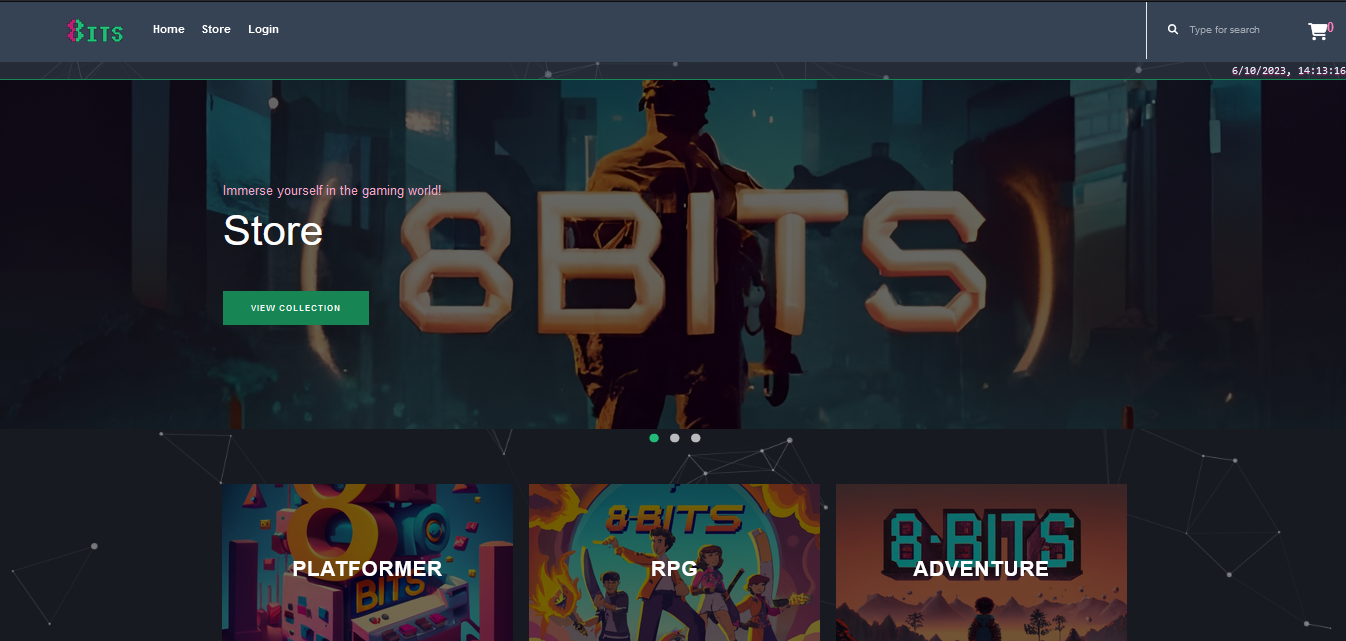 8ITS
Home Store Login
Type for search
0
6/10/2023, 14:13:16
Immerse yourself in the gaming world!
Store
8BITS
VIEW COLLECTION
8
BITS
PLATFORMER
8-BITS
RPG
8-BITS
ADVENTURE